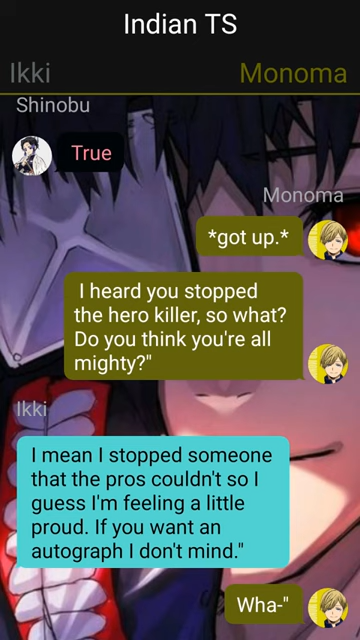 Indian TS
Ikki
Monoma
Shinobu
True
Monoma
*got up.*
I heard you stopped
the hero killer, so what?
Do you think you're all
mighty?"
Ikki
I mean I stopped someone
that the pros couldn't so I
guess I'm feeling a little
proud. If you want an
autograph I don't mind."
Wha-"